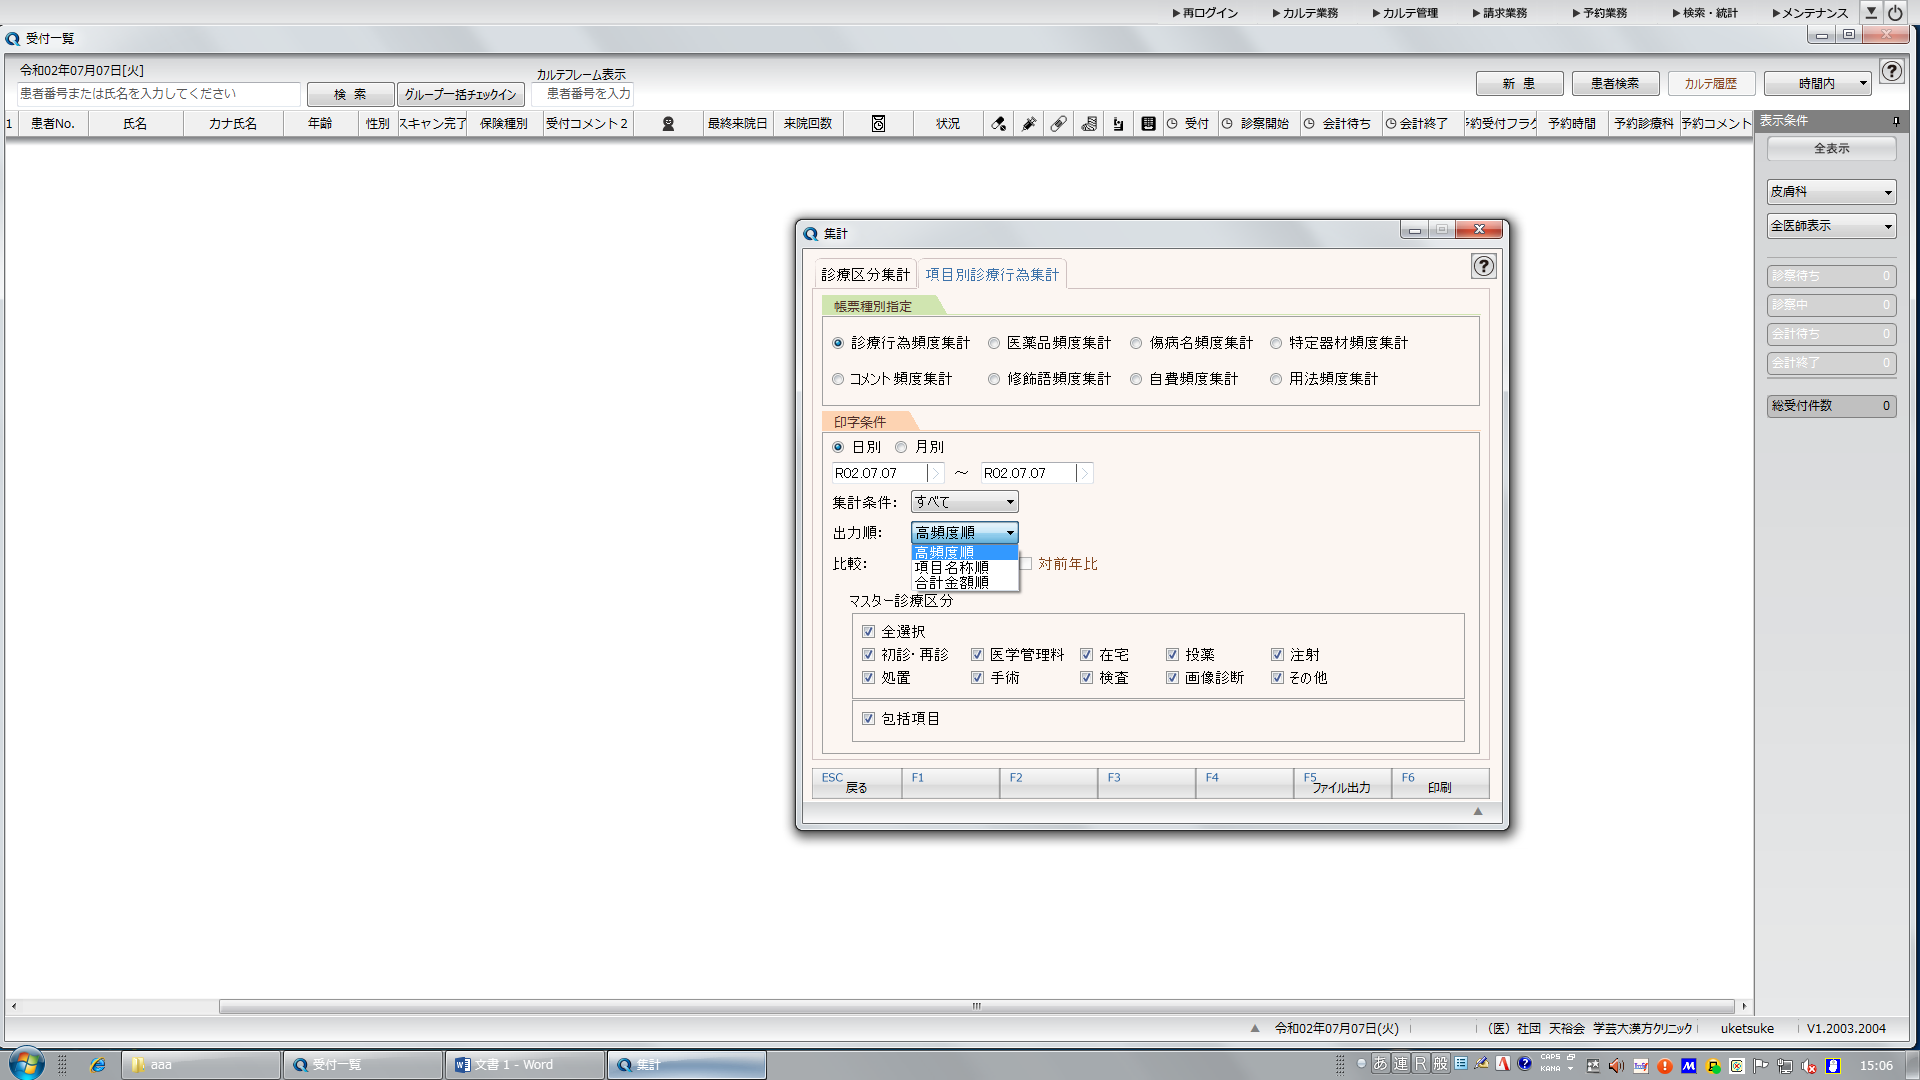 ▶再ログイン ▶カルテ業務 ▶カルテ管理 ▶請求業務 ▶予約業務 ▶検索・統計 ▶メンテナンス
受付一覧
令和02年07月07日[火]
カルテフレーム表示
患者番号または氏名を入力してください 検 索 グループ一括チェックイン 患者番号を入力 新 患 患者検索 カルテ履歴 時間内
1 患者No. 氏名 カナ氏名 年齢 性別 スキャン完了 保険種別 受付コメント2 最終来院日 来院回数 状況 受付 診察開始 会計待ち 会計終了 予約受付フラグ 予約時間 予約診療科 予約コメント
表示条件
全表示
皮膚科
全医師表示
診察待ち 0
診察中 0
会計待ち 0
会計終了 0
総受付件数 0
集計
診療区分集計 項目別診療行為集計
帳票種別指定
診療行為頻度集計 医薬品頻度集計 傷病名頻度集計 特定器材頻度集計
コメント頻度集計 修飾語頻度集計 自費頻度集計 用法頻度集計
印字条件
日別 月別
R02.07.07 ～ R02.07.07
集計条件: すべて
出力順: 高頻度順
高頻度順
項目名称順
合計金額順
比較: 対前年比
マスター診療区分
全選択
初診・再診 医学管理料 在宅 投薬 注射
処置 手術 検査 画像診断 その他
包括項目
ESC 戻る F1 F2 F3 F4 F5 ファイル出力 F6 印刷
令和02年07月07日(火) (医)社団 天裕会 学芸大漢方クリニック uketsuke V1.2003.2004
aaa 受付一覧 文書 1 - Word 集計 あ 連 R 般 CAPS KANA 15:06